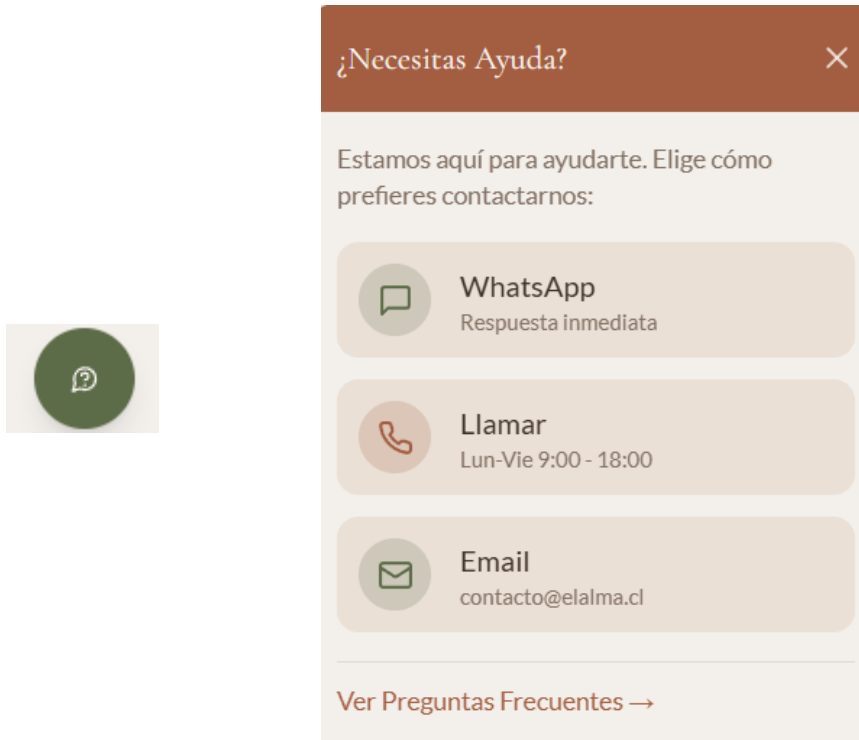 ¿Necesitas Ayuda?
Estamos aquí para ayudarte. Elige cómo
prefieres contactarnos:
WhatsApp
Respuesta inmediata
Llamar
Lun-Vie 9:00 - 18:00
Email
contacto@elalma.cl
Ver Preguntas Frecuentes →